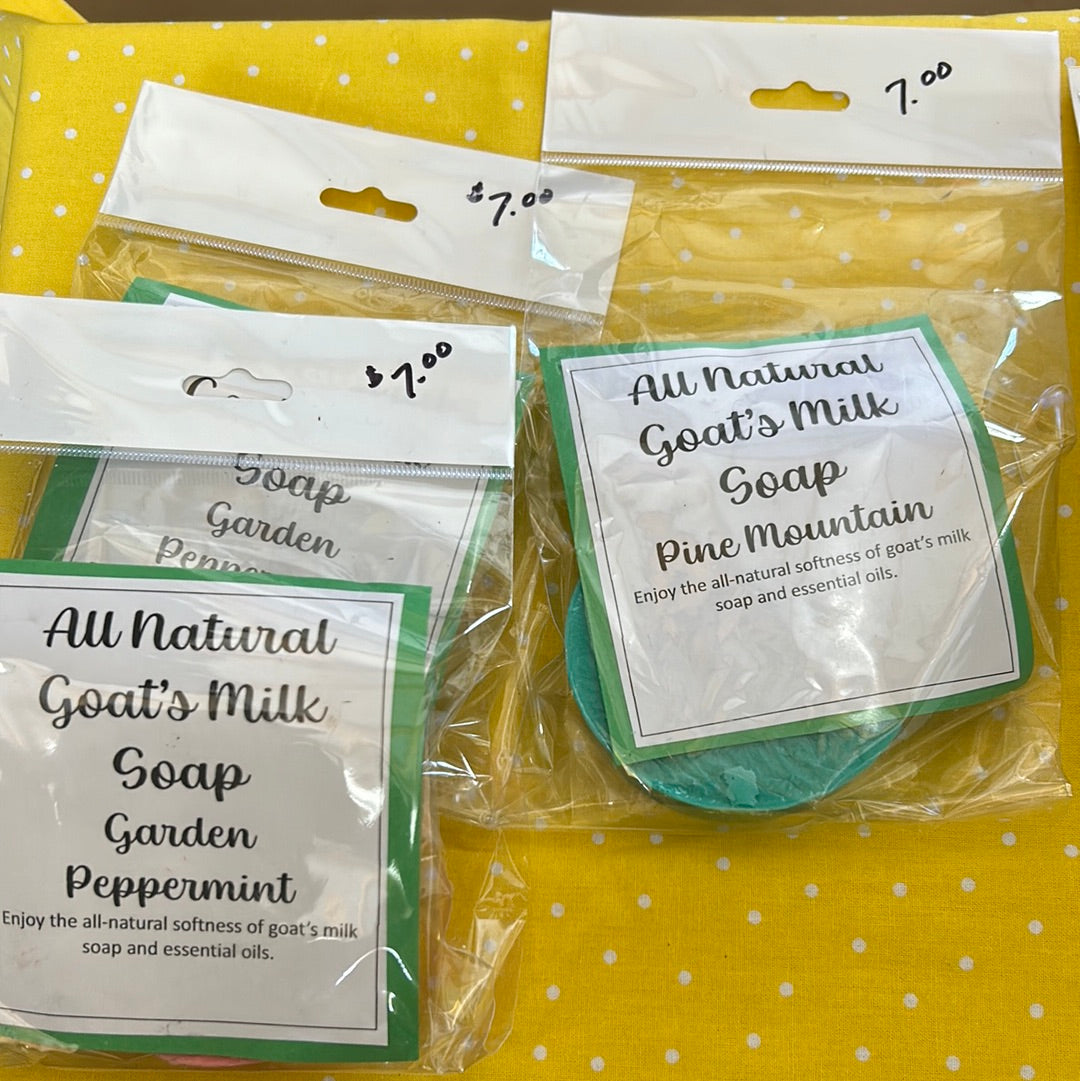 7.00
$7.00
$7.00
All Natural
Goat's Milk
Soap
Pine Mountain
Enjoy the all-natural softness of goat's milk
soap and essential oils.
Soap
Garden
All Natural
Goat's Milk
Soap
Garden
Peppermint
Enjoy the all-natural softness of goat's milk
soap and essential oils.